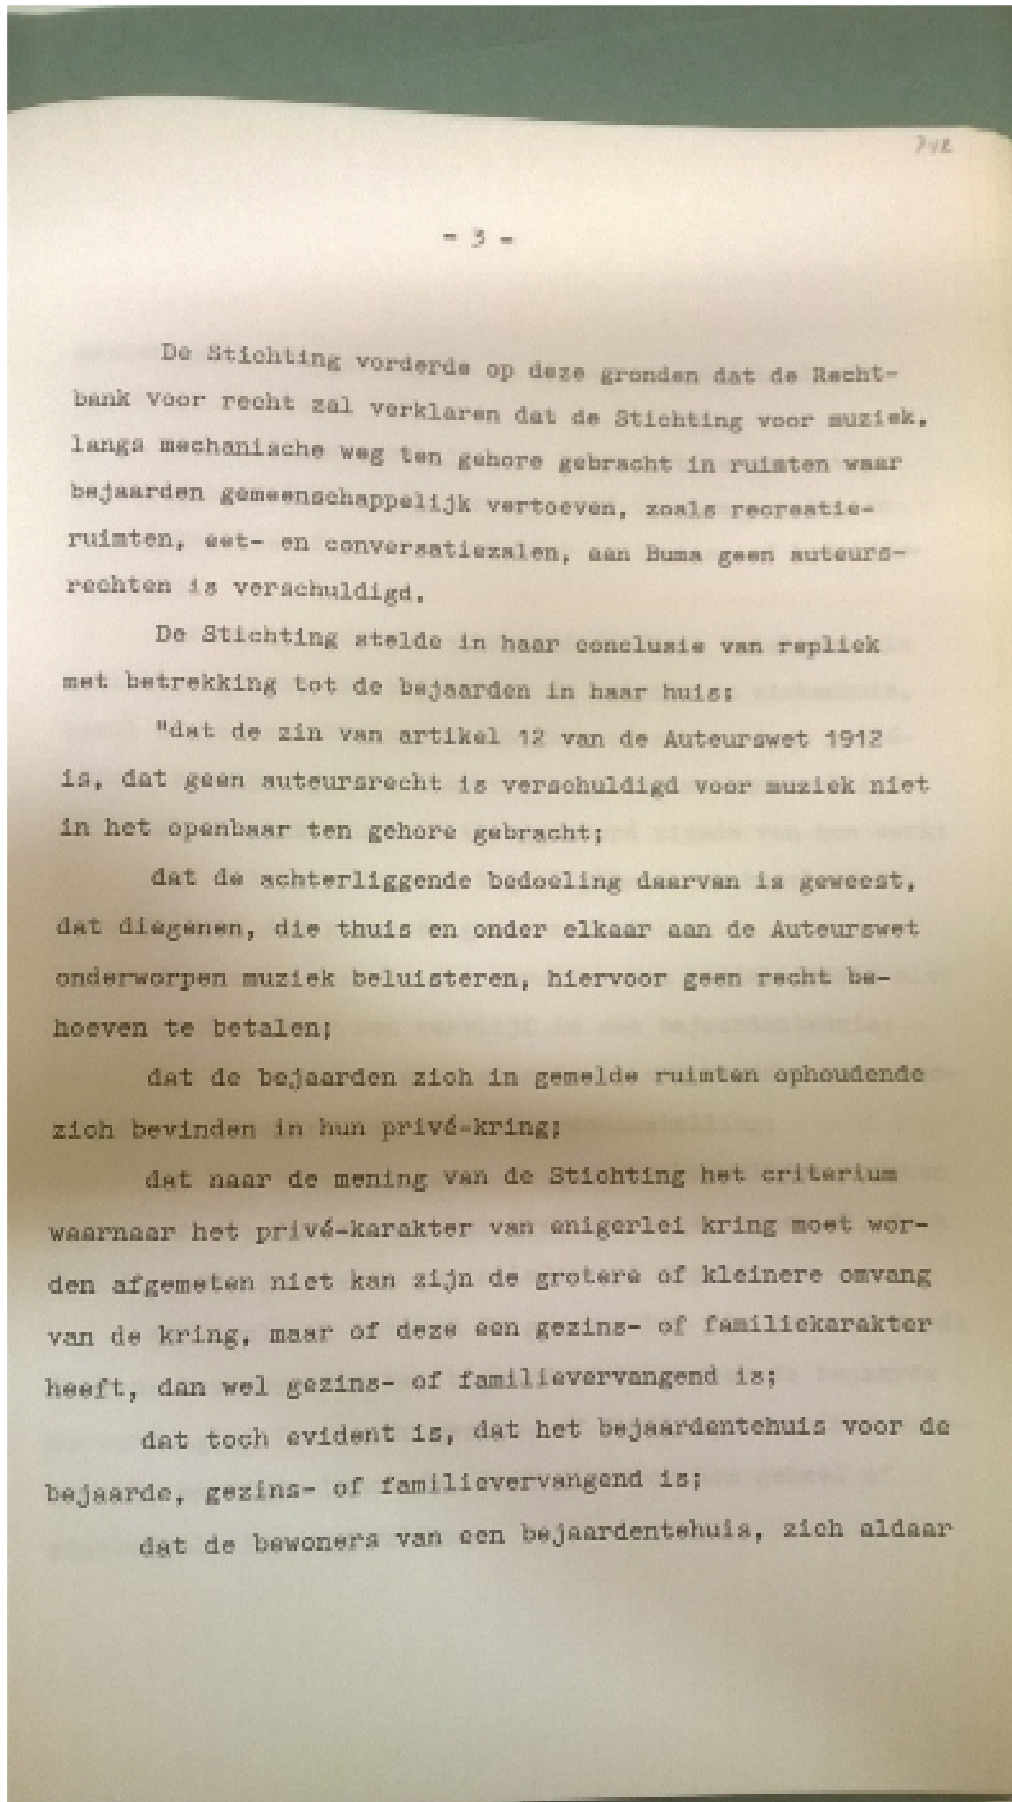 - 3 -
De Stichting vorderde op deze gronden dat de Recht-
bank voor recht zal verklaren dat de Stichting voor muziek,
langs mechanische weg ten gehore gebracht in ruimten waar
bejaarden gemeenschappelijk vertoeven, zoals recreatie-
ruimten, eet- en conversatiezalen, aan Buma geen auteurs-
rechten is verschuldigd.
De Stichting stelde in haar conclusie van repliek
met betrekking tot de bejaarden in haar huis:
"dat de zin van artikel 12 van de Auteurswet 1912
is, dat geen auteursrecht is verschuldigd voor muziek niet
in het openbaar ten gehore gebracht;
dat de achterliggende bedoeling daarvan is geweest,
dat diegenen, die thuis en onder elkaar aan de Auteurswet
onderworpen muziek beluisteren, hiervoor geen recht be-
hoeven te betalen;
dat de bejaarden zich in gemelde ruimten ophoudende
zich bevinden in hun privé-kring;
dat naar de mening van de Stichting het criterium
waarnaar het privé-karakter van enigerlei kring moet wor-
den afgemeten niet kan zijn de grotere of kleinere omvang
van de kring, maar of deze een gezins- of familiekarakter
heeft, dan wel gezins- of familievervangend is;
dat toch evident is, dat het bejaardentehuis voor de
bejaarde, gezins- of familievervangend is;
dat de bewoners van een bejaardentehuis, zich aldaar